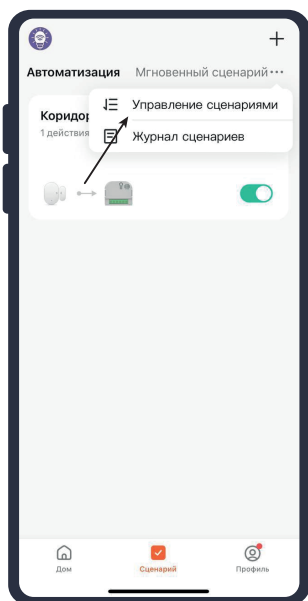 Автоматизация Мгновенный сценарий
Управление сценариями
Коридор
1 действия
Журнал сценариев
Дом
Сценарий
Профиль